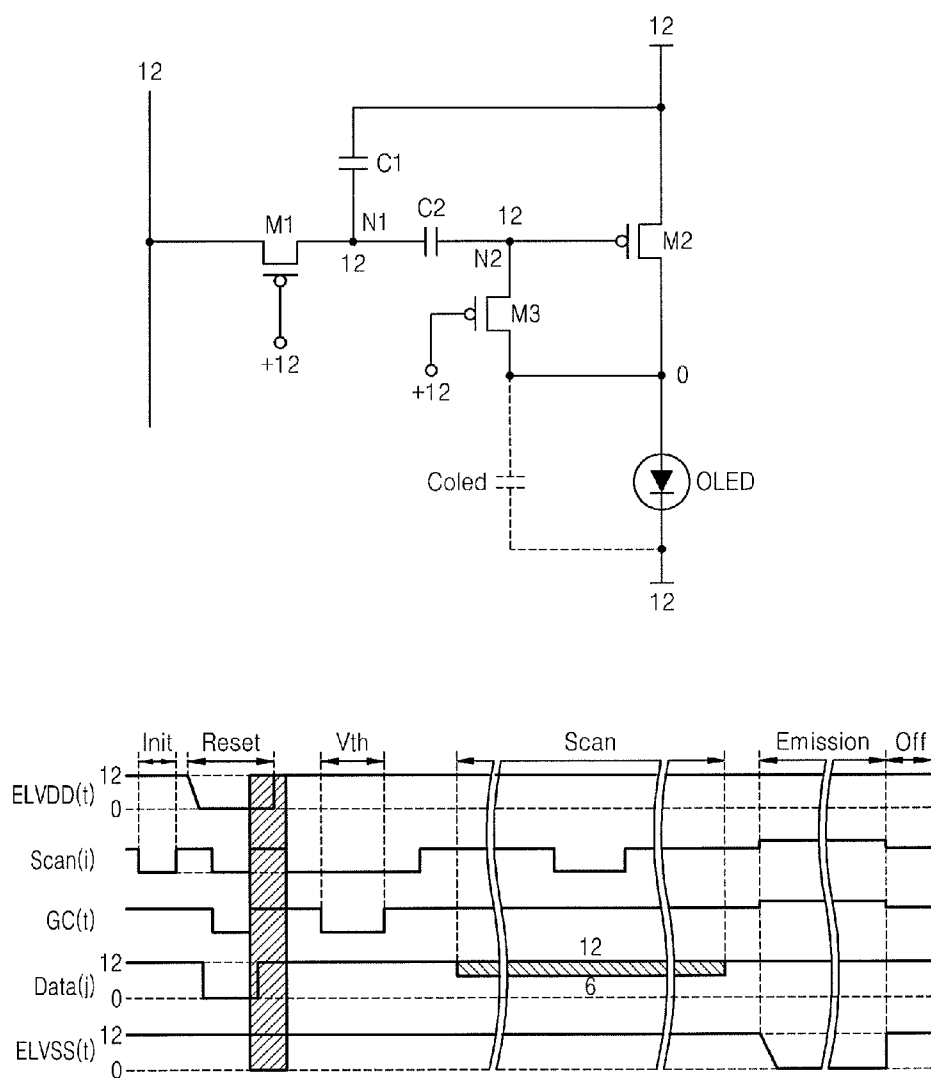 12
12
C1
C2
12
M1
N1
12
N2
M2
M3
+12
+12
0
Coled
OLED
12
Init Reset Vth Scan Emission Off
ELVDD(t) 12
0
Scan(i)
GC(t)
Data(j) 12
0
12
6
ELVSS(t) 12
0